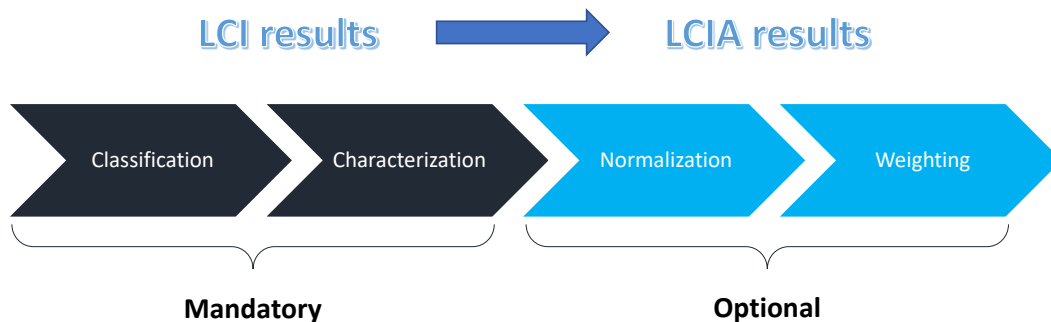 LCI results
LCIA results
Classification
Characterization
Normalization
Weighting
Mandatory
Optional